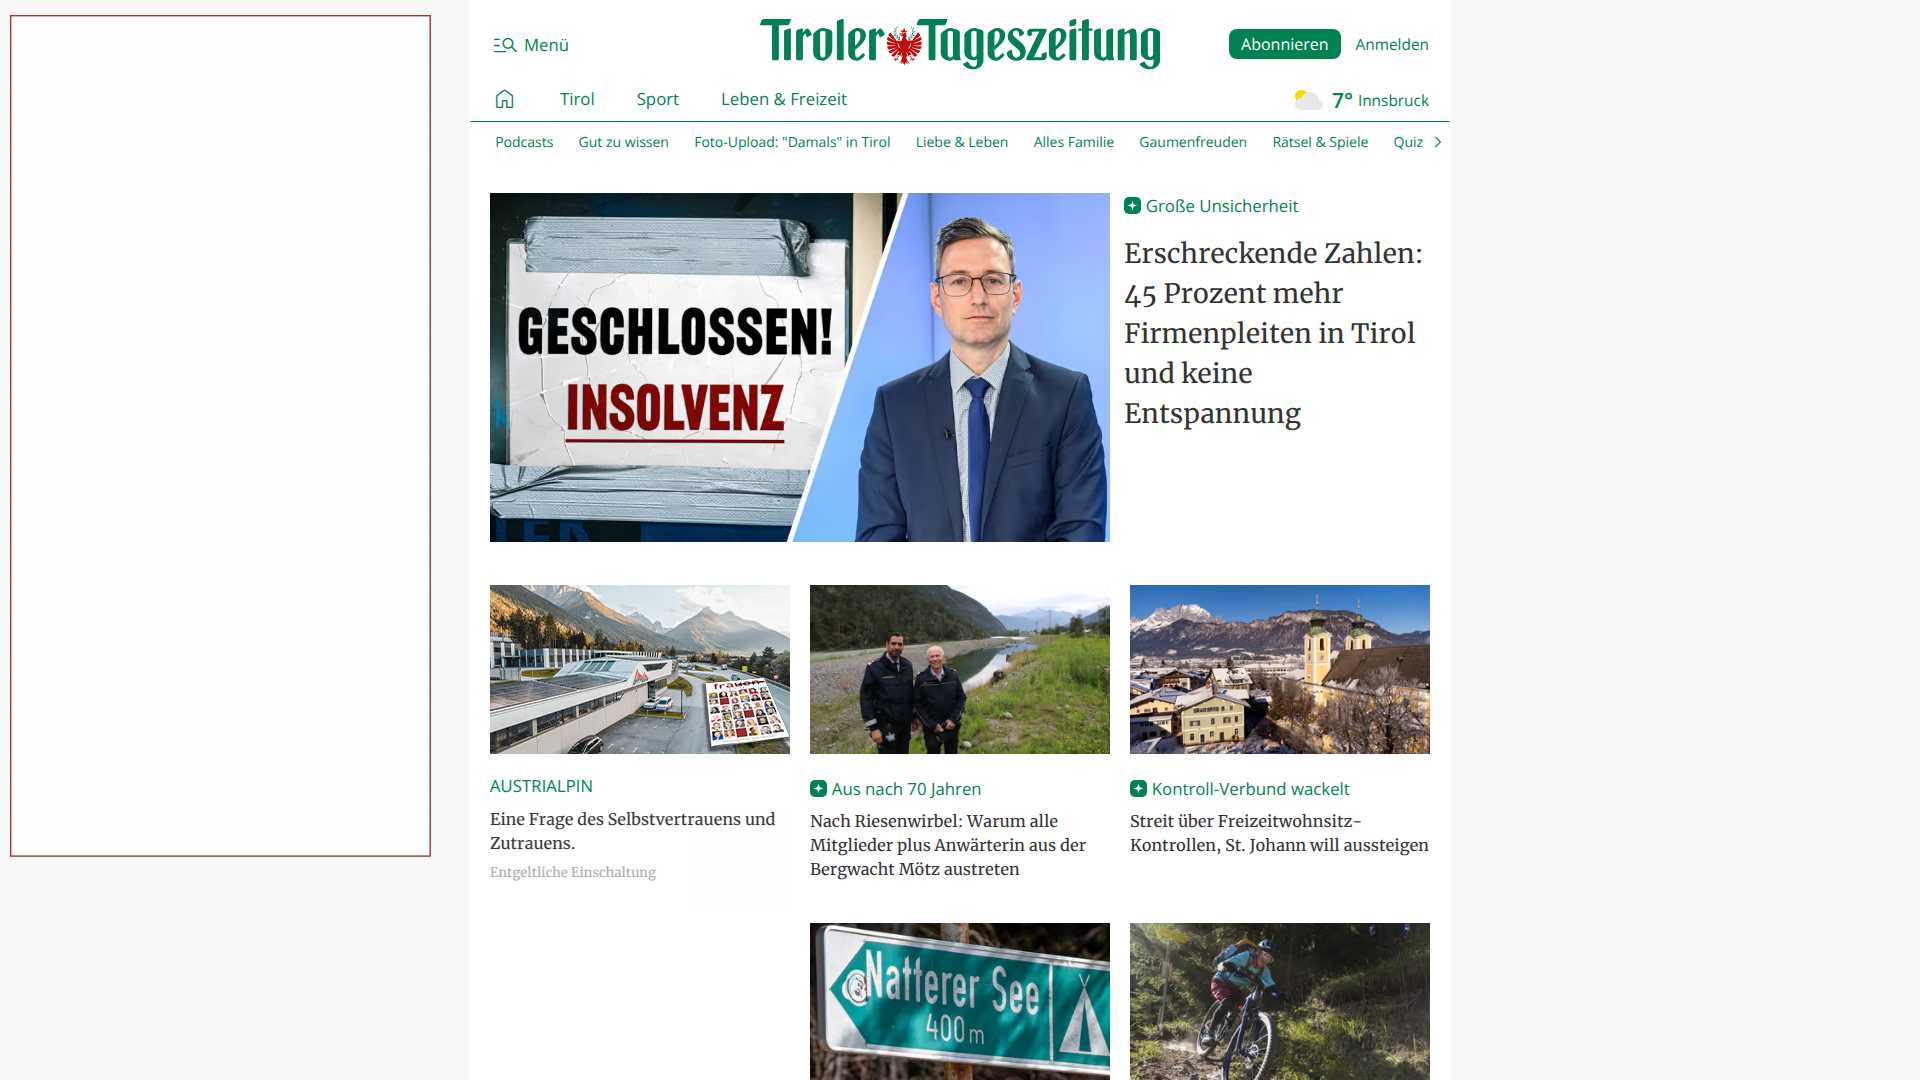 Menü
Tiroler Tageszeitung
Abonnieren
Anmelden
Tirol
Sport
Leben & Freizeit
7° Innsbruck
Podcasts
Gut zu wissen
Foto-Upload: "Damals" in Tirol
Liebe & Leben
Alles Familie
Gaumenfreuden
Rätsel & Spiele
Quiz
GESCHLOSSEN!
INSOLVENZ
Große Unsicherheit
Erschreckende Zahlen:
45 Prozent mehr
Firmenpleiten in Tirol
und keine
Entspannung
frauen
AUSTRIALPIN
Eine Frage des Selbstvertrauens und
Zutrauens.
Entgeltliche Einschaltung
Aus nach 70 Jahren
Nach Riesenwirbel: Warum alle
Mitglieder plus Anwärterin aus der
Bergwacht Mötz austreten
Kontroll-Verbund wackelt
Streit über Freizeitwohnsitz-
Kontrollen, St. Johann will aussteigen
Natterer See
400 m